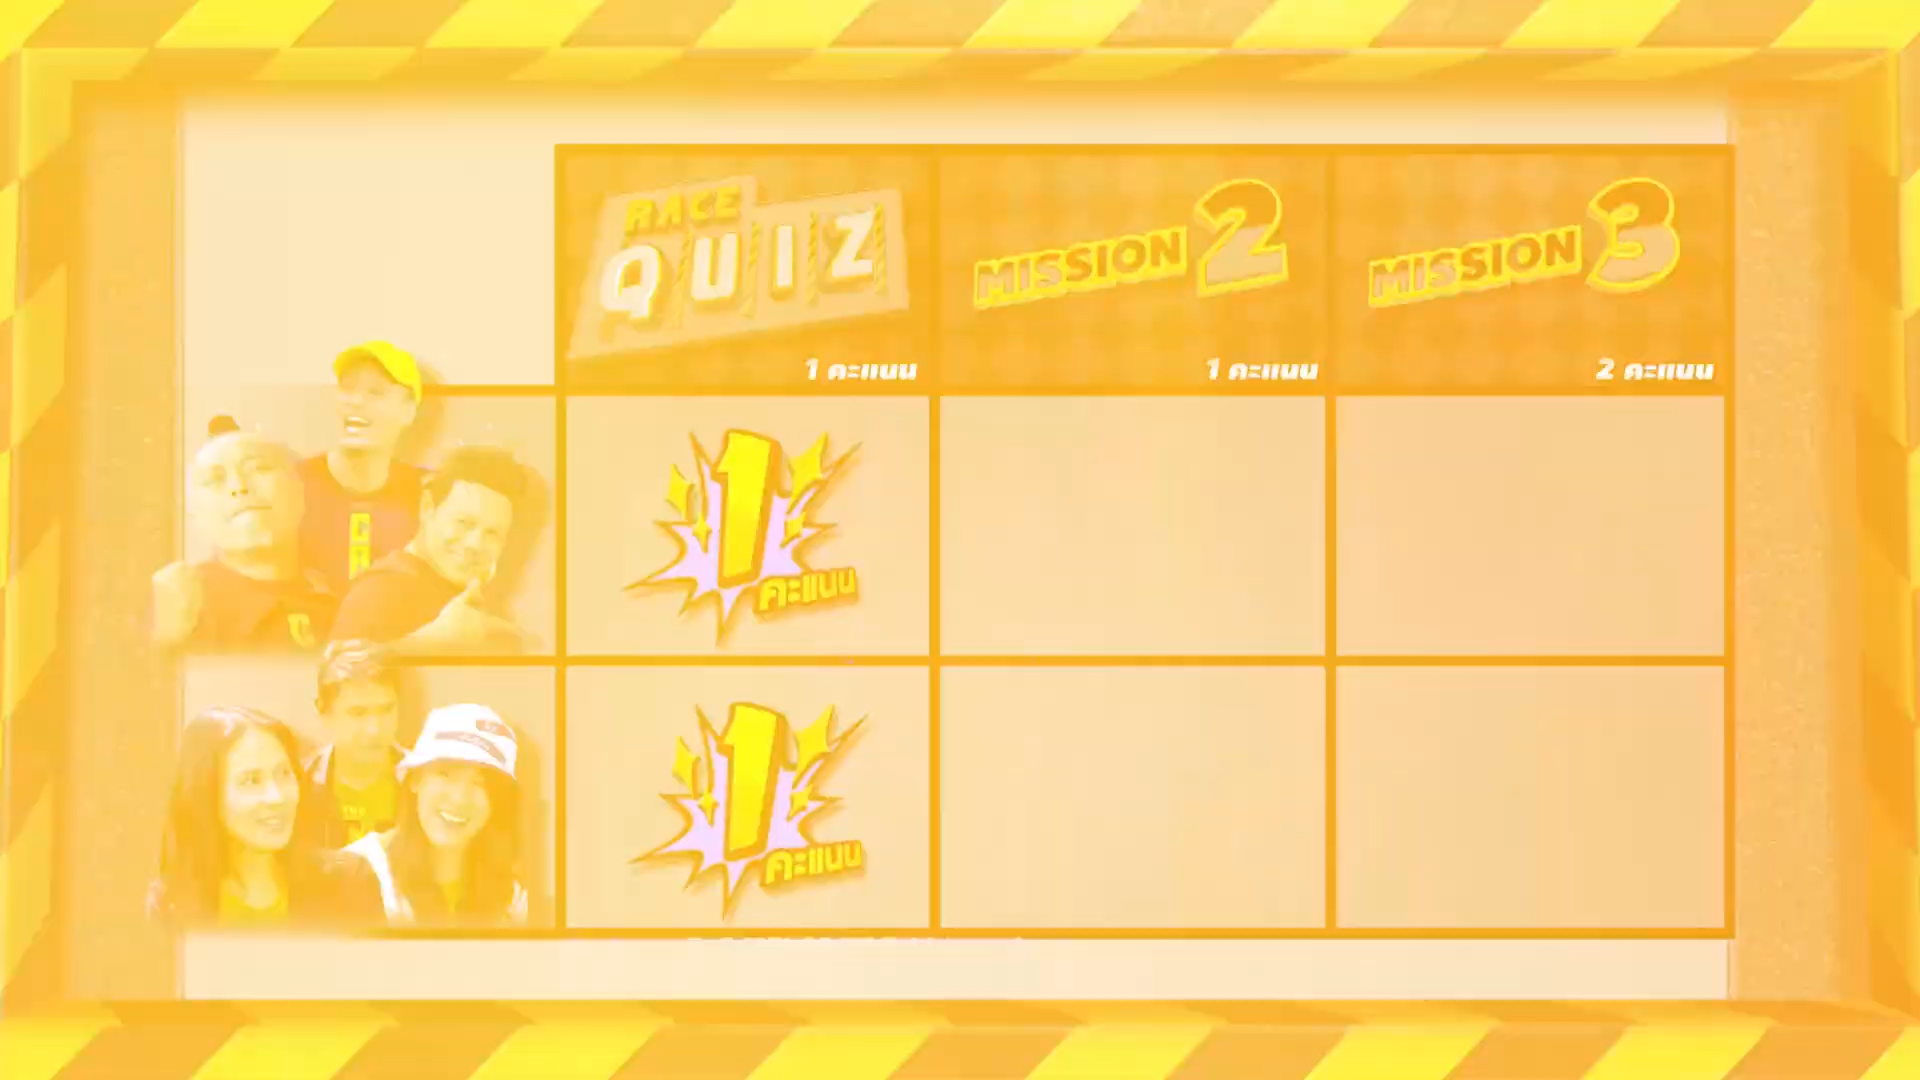 RACE
QUIZ
1 คะแนน
MISSION 2
1 คะแนน
MISSION 3
2 คะแนน
1
คะแนน
1
คะแนน